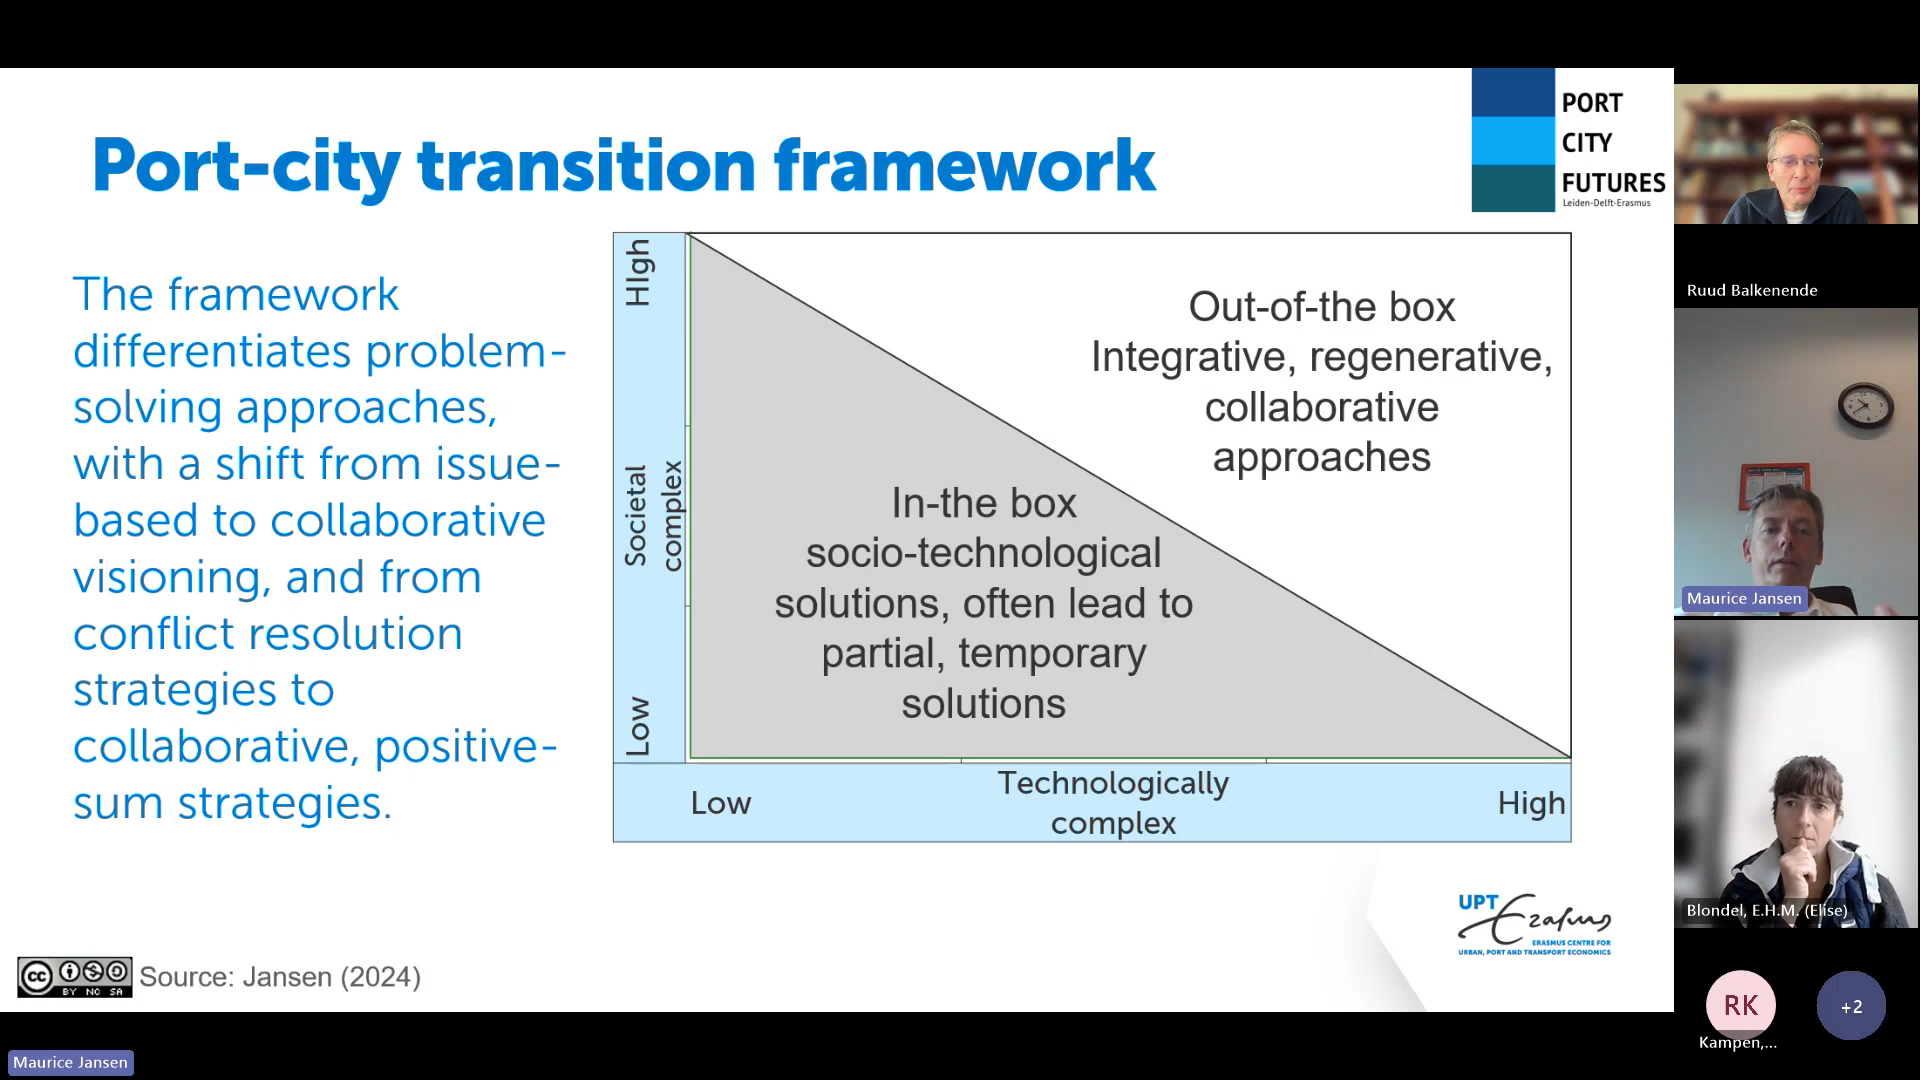 Port-city transition framework
PORT
CITY
FUTURES
Leiden-Delft-Erasmus
The framework
differentiates problem-
solving approaches,
with a shift from issue-
based to collaborative
visioning, and from
conflict resolution
strategies to
collaborative, positive-
sum strategies.
HIgh
Societal
complex
Low
Out-of-the box
Integrative, regenerative,
collaborative
approaches
In-the box
socio-technological
solutions, often lead to
partial, temporary
solutions
Low
Technologically
complex
High
UPT
Erasmus
ERASMUS CENTRE FOR
URBAN, PORT AND TRANSPORT ECONOMICS
cc
BY NC SA
Source: Jansen (2024)
Maurice Jansen
Ruud Balkenende
Maurice Jansen
Blondel, E.H.M. (Elise)
RK
Kampen,...
+2